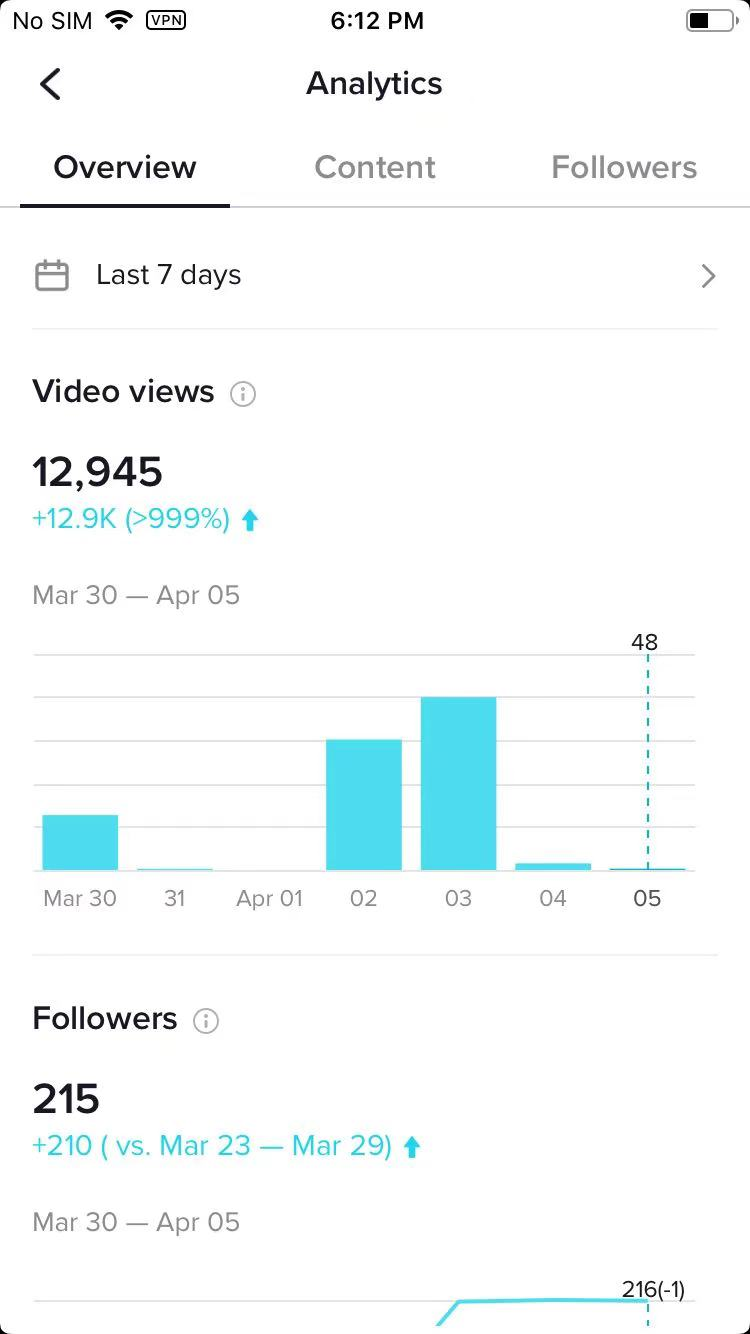 No SIM VPN 6:12 PM
Analytics
Overview Content Followers
Last 7 days
Video views
12,945
+12.9K (>999%)
Mar 30 — Apr 05
48
Mar 30 31 Apr 01 02 03 04 05
Followers
215
+210 ( vs. Mar 23 — Mar 29)
Mar 30 — Apr 05
216(-1)